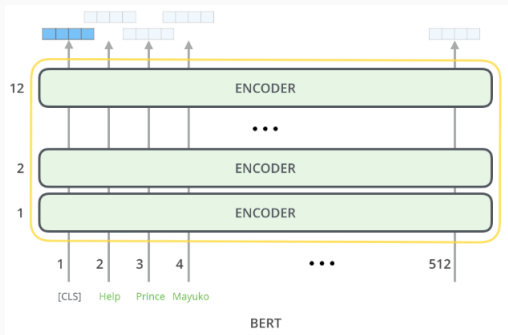 12 ENCODER
•••
2 ENCODER
1 ENCODER
1 2 3 4 ••• 512
[CLS] Help Prince Mayuko
BERT